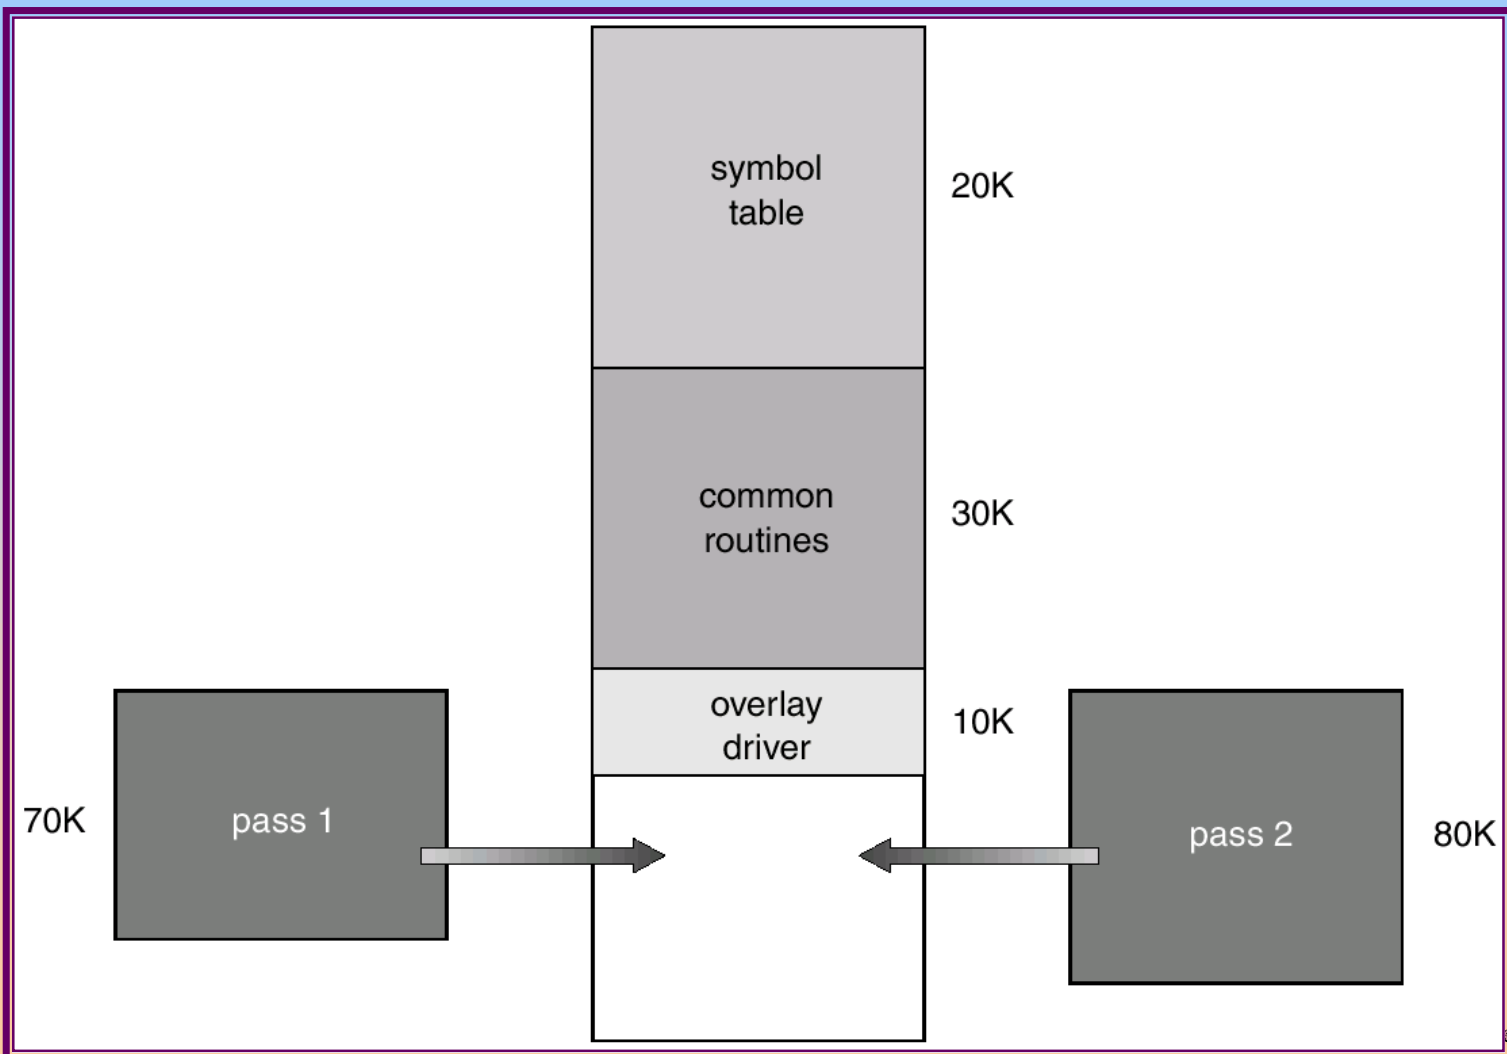 symbol
table
20K
common
routines
30K
overlay
driver
10K
70K
pass 1
pass 2
80K